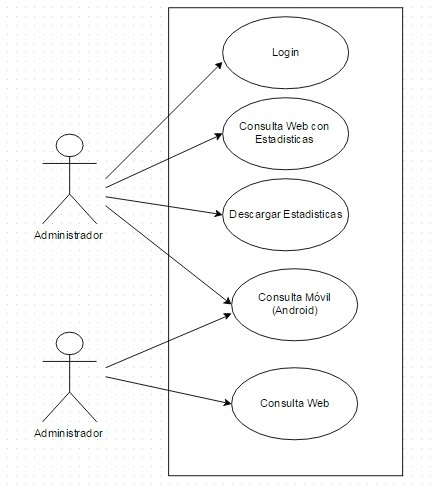 Login
Consulta Web con
Estadisticas
Descargar Estadisticas
Administrador
Consulta Móvil
(Android)
Consulta Web
Administrador